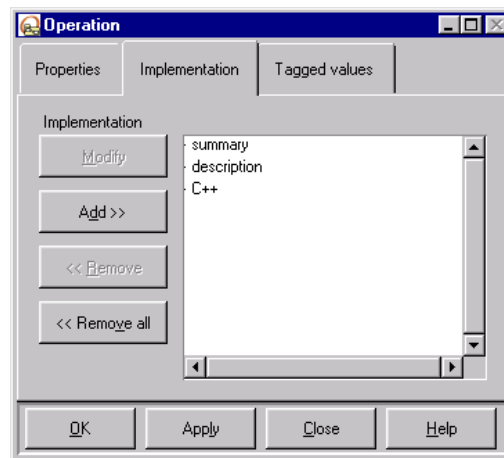 Operation
Properties Implementation Tagged values
Implementation
Modify
Add >>
<< Remove
<< Remove all
summary
description
C++
OK Apply Close Help